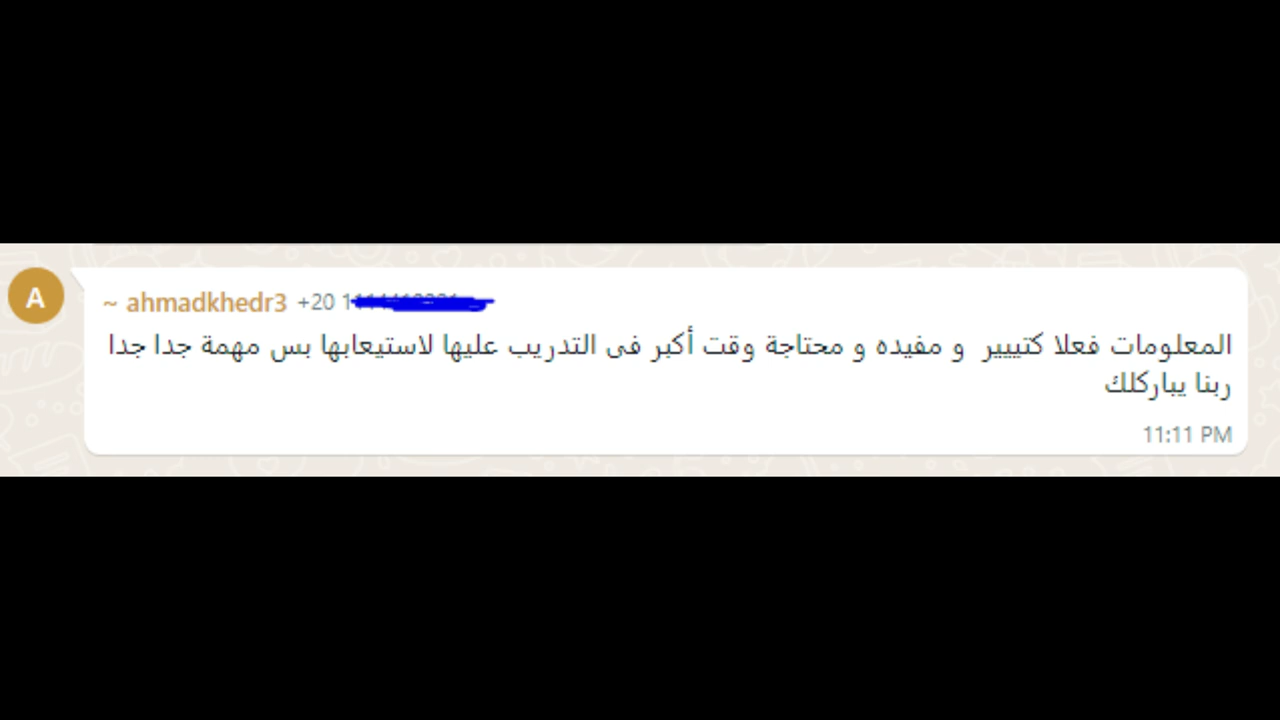 A
~ ahmadkhedr3 +20 1
المعلومات فعلا كتييير و مفيده و محتاجة وقت أكبر فى التدريب عليها لاستيعابها بس مهمة جدا جدا
ربنا يباركلك
11:11 PM